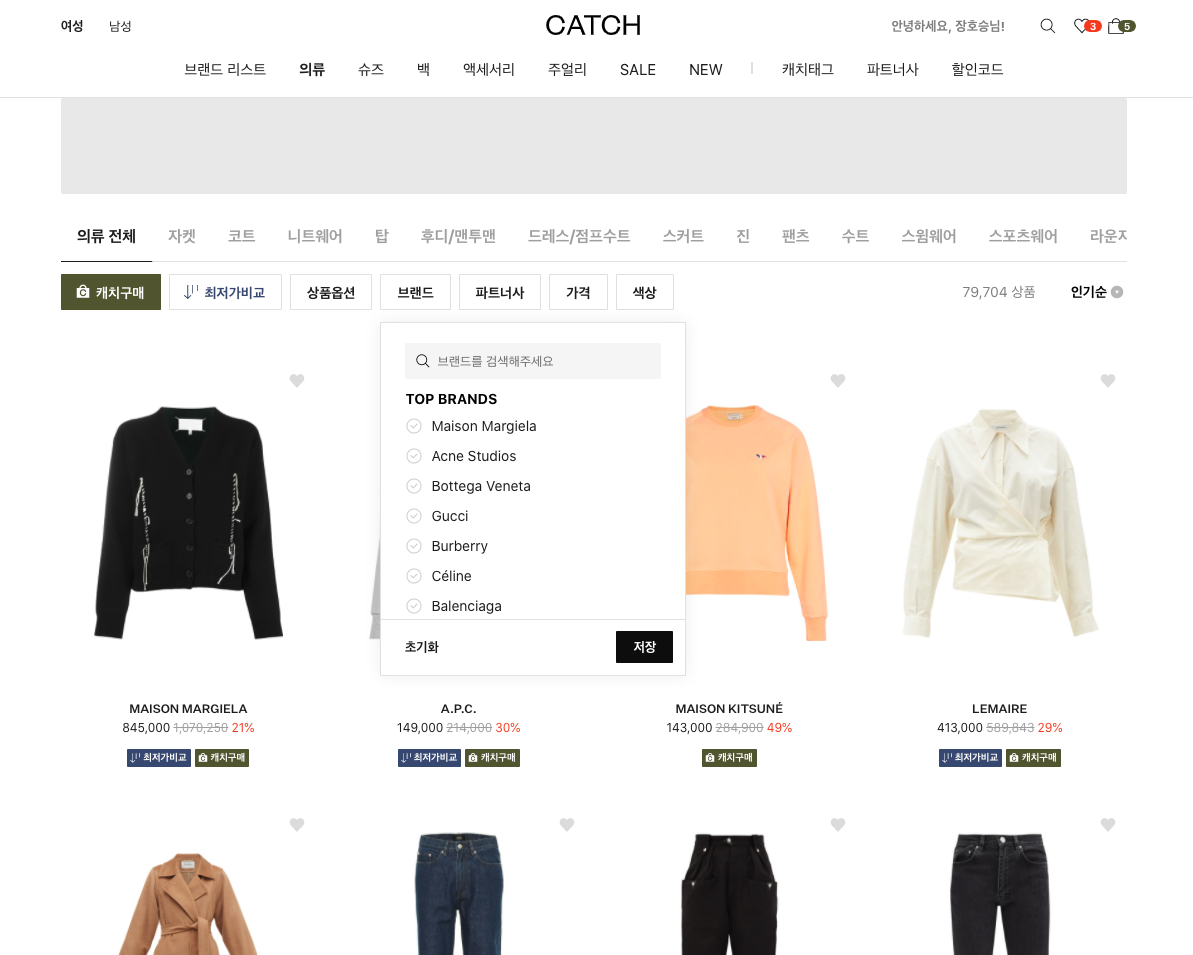 여성 남성 CATCH 안녕하세요, 장호승님! 3 5
브랜드 리스트 의류 슈즈 백 액세서리 주얼리 SALE NEW 캐치태그 파트너사 할인코드
의류 전체 자켓 코트 니트웨어 탑 후디/맨투맨 드레스/점프수트 스커트 진 팬츠 수트 스윔웨어 스포츠웨어 라운지
캐치구매 최저가비교 상품옵션 브랜드 파트너사 가격 색상 79,704 상품 인기순
브랜드를 검색해주세요
TOP BRANDS
Maison Margiela
Acne Studios
Bottega Veneta
Gucci
Burberry
Céline
Balenciaga
초기화 저장
MAISON MARGIELA
845,000 1,070,250 21%
최저가비교 캐치구매
A.P.C.
149,000 214,000 30%
최저가비교 캐치구매
MAISON KITSUNÉ
143,000 284,900 49%
캐치구매
LEMAIRE
413,000 589,843 29%
최저가비교 캐치구매